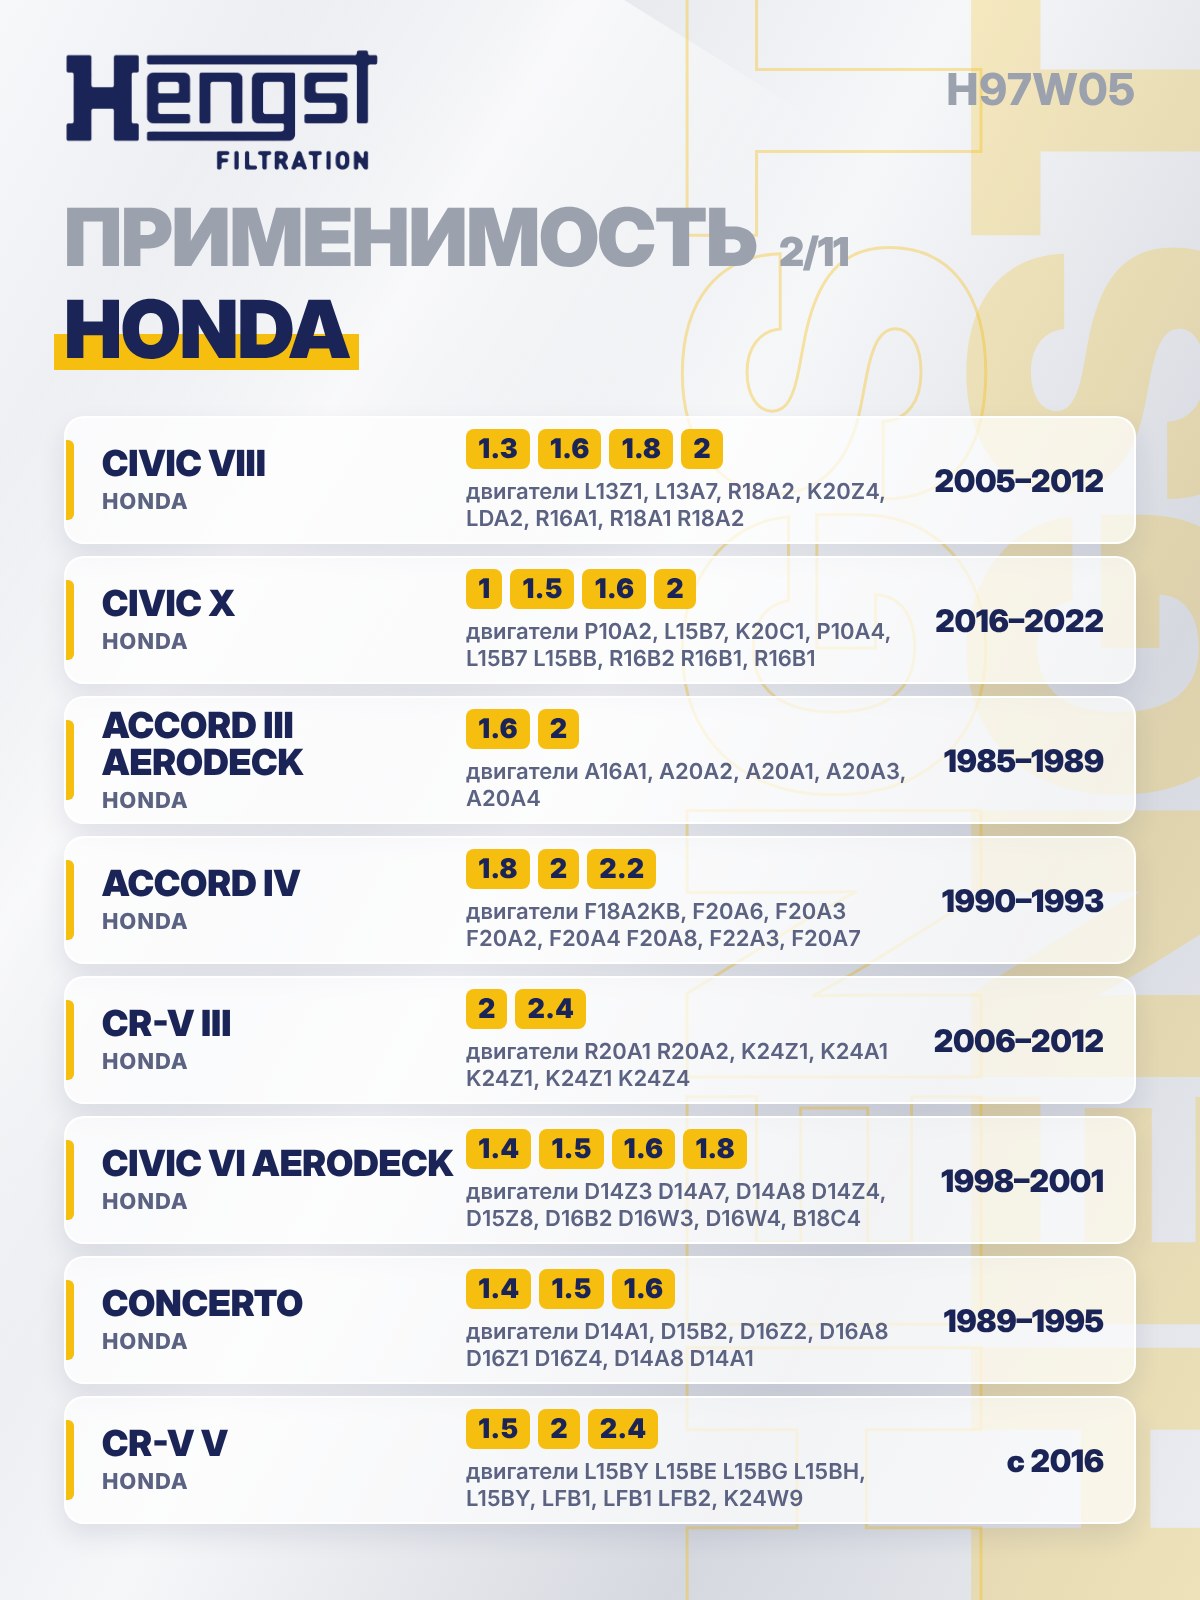 Hengst
FILTRATION
H97W05
ПРИМЕНИМОСТЬ 2/11
HONDA
CIVIC VIII
HONDA
1.3 1.6 1.8 2
двигатели L13Z1, L13A7, R18A2, K20Z4,
LDA2, R16A1, R18A1 R18A2
2005–2012
CIVIC X
HONDA
1 1.5 1.6 2
двигатели P10A2, L15B7, K20C1, P10A4,
L15B7 L15BB, R16B2 R16B1, R16B1
2016–2022
ACCORD III
AERODECK
HONDA
1.6 2
двигатели A16A1, A20A2, A20A1, A20A3,
A20A4
1985–1989
ACCORD IV
HONDA
1.8 2 2.2
двигатели F18A2KB, F20A6, F20A3
F20A2, F20A4 F20A8, F22A3, F20A7
1990–1993
CR-V III
HONDA
2 2.4
двигатели R20A1 R20A2, K24Z1, K24A1
K24Z1, K24Z1 K24Z4
2006–2012
CIVIC VI AERODECK
HONDA
1.4 1.5 1.6 1.8
двигатели D14Z3 D14A7, D14A8 D14Z4,
D15Z8, D16B2 D16W3, D16W4, B18C4
1998–2001
CONCERTO
HONDA
1.4 1.5 1.6
двигатели D14A1, D15B2, D16Z2, D16A8
D16Z1 D16Z4, D14A8 D14A1
1989–1995
CR-V V
HONDA
1.5 2 2.4
двигатели L15BY L15BE L15BG L15BH,
L15BY, LFB1, LFB1 LFB2, K24W9
с 2016
HENGST
HENGST